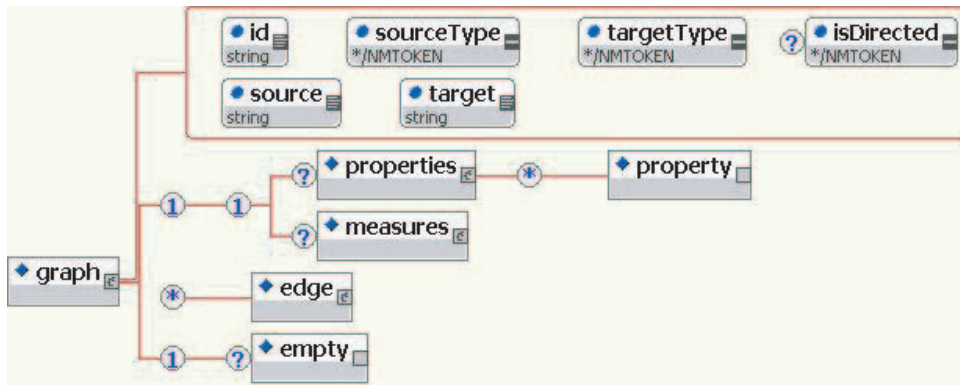 id sourceType targetType ? isDirected
string */NMTOKEN */NMTOKEN */NMTOKEN
source target
string string
? properties * property
1 1
? measures
graph
* edge
1 ? empty